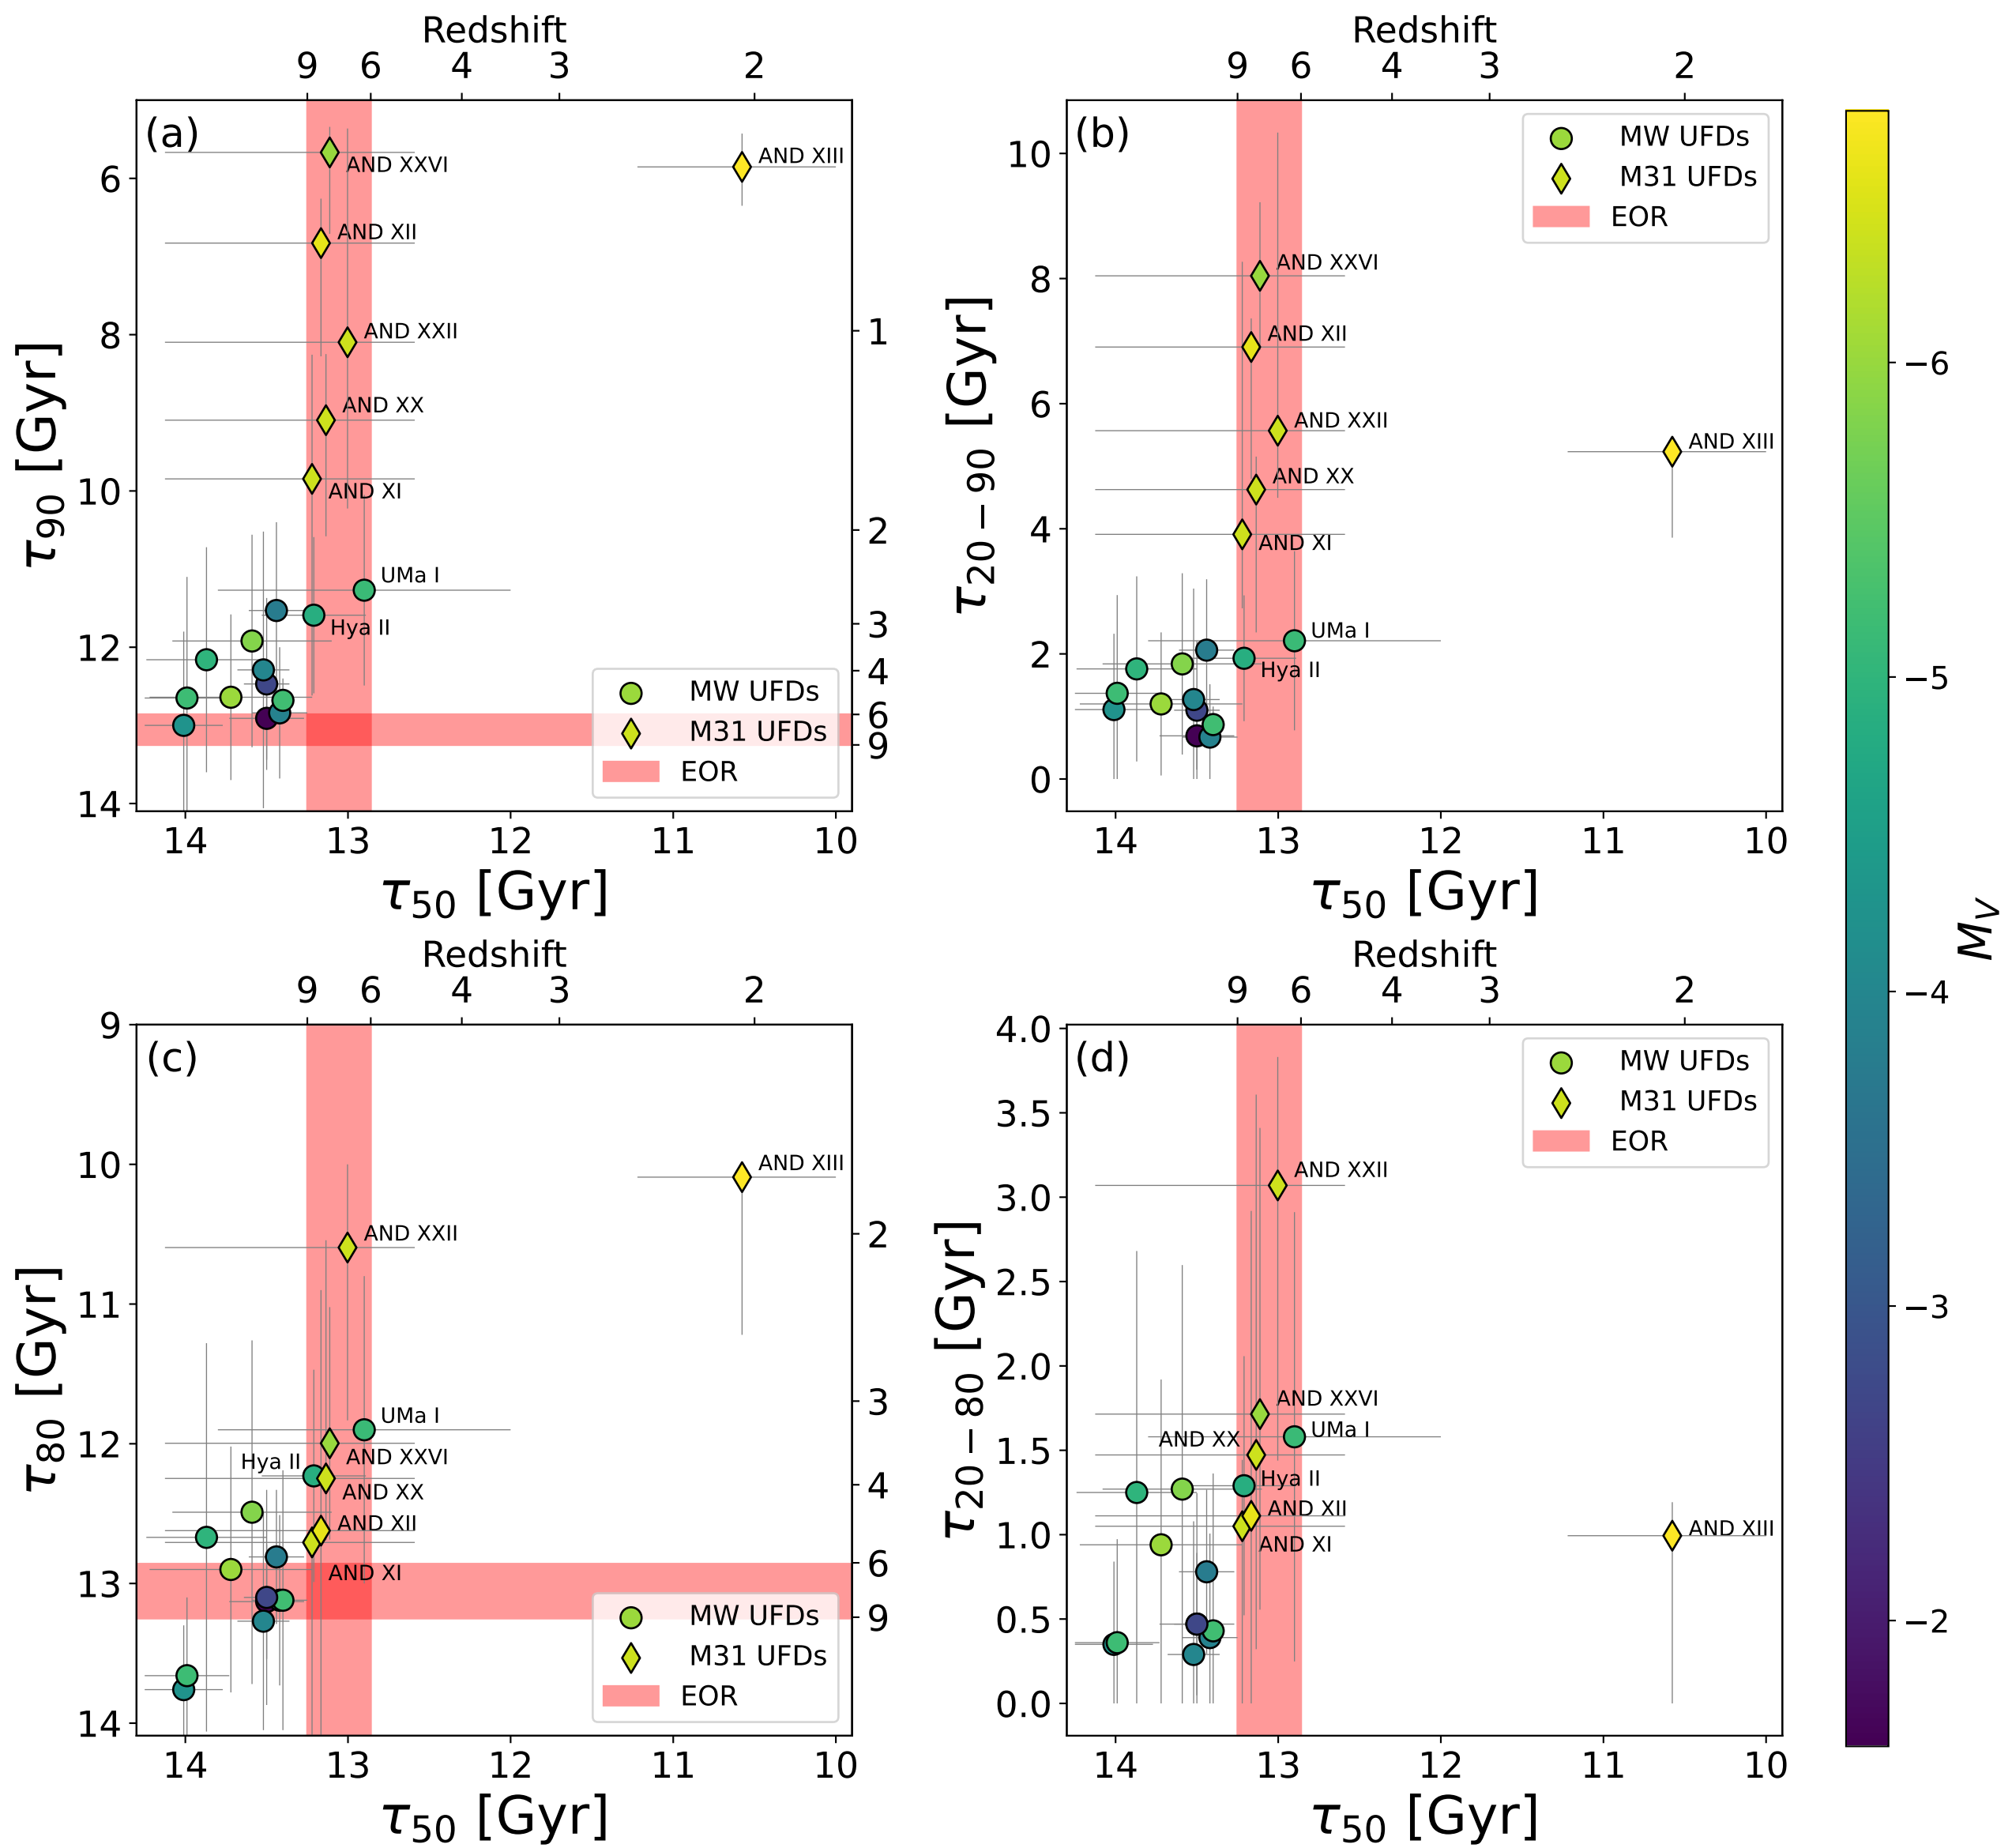 Redshift
9 6 4 3 2
(a)
AND XXVI
AND XIII
AND XII
AND XXII
AND XX
AND XI
UMa I
Hya II
6
8
10
12
14
τ90 [Gyr]
1
2
3
4
6
9
MW UFDs
M31 UFDs
EOR
14 13 12 11 10
τ50 [Gyr]
Redshift
9 6 4 3 2
(b)
MW UFDs
M31 UFDs
EOR
AND XXVI
AND XII
AND XXII
AND XIII
AND XX
AND XI
UMa I
Hya II
10
8
6
4
2
0
τ20−90 [Gyr]
14 13 12 11 10
τ50 [Gyr]
Redshift
9 6 4 3 2
(c)
AND XIII
AND XXII
UMa I
AND XXVI
Hya II
AND XX
AND XII
AND XI
9
10
11
12
13
14
τ80 [Gyr]
2
3
4
6
9
MW UFDs
M31 UFDs
EOR
14 13 12 11 10
τ50 [Gyr]
Redshift
9 6 4 3 2
(d)
MW UFDs
M31 UFDs
EOR
AND XXII
AND XXVI
UMa I
AND XX
Hya II
AND XII
AND XIII
AND XI
4.0
3.5
3.0
2.5
2.0
1.5
1.0
0.5
0.0
τ20−80 [Gyr]
14 13 12 11 10
τ50 [Gyr]
−6
−5
−4
−3
−2
MV